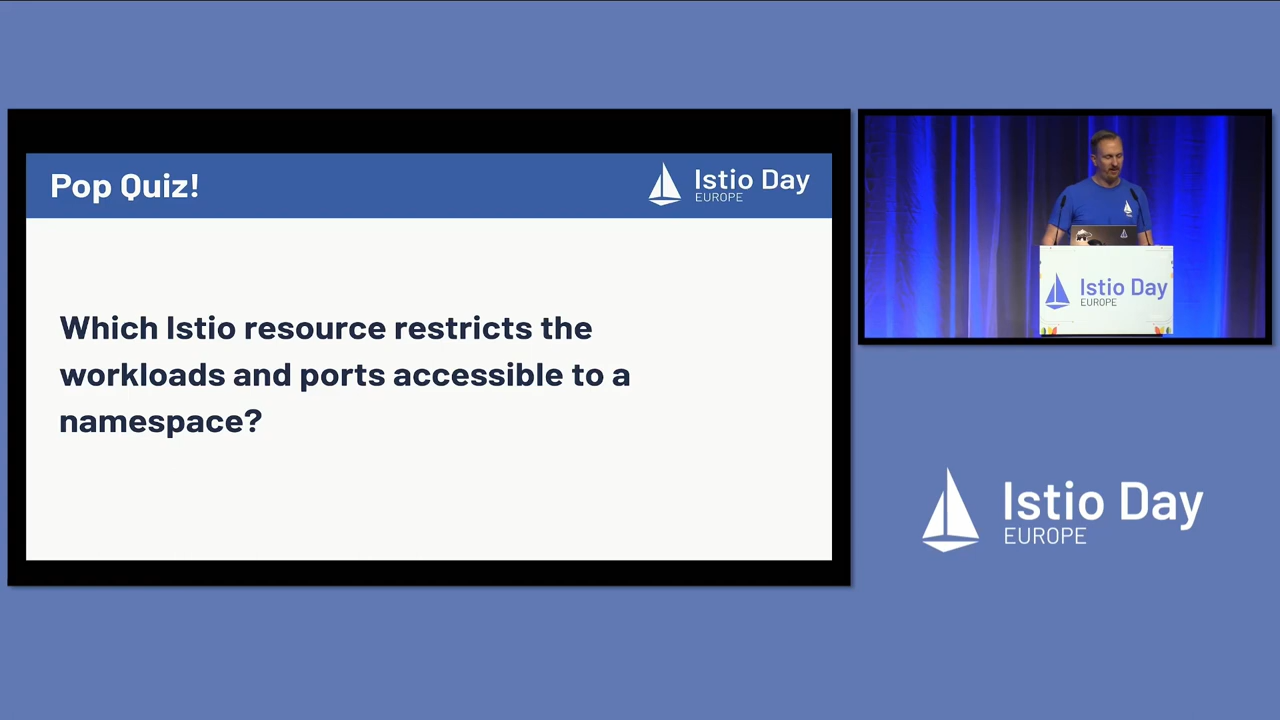 Pop Quiz!
Istio Day
EUROPE
Which Istio resource restricts the
workloads and ports accessible to a
namespace?
Istio Day
EUROPE
Istio Day
EUROPE